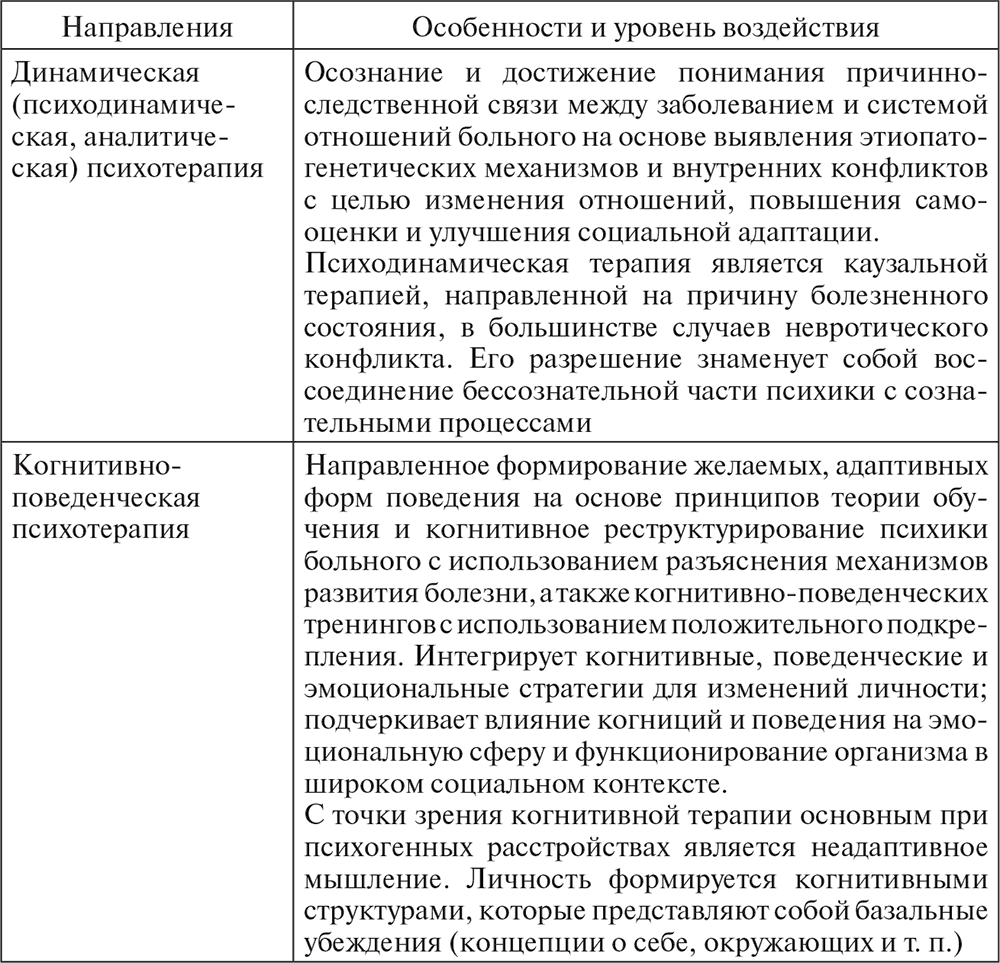 Направления
Особенности и уровень воздействия
Динамическая
(психодинамиче-
ская, аналитиче-
ская) психотерапия
Осознание и достижение понимания причинно-
следственной связи между заболеванием и системой
отношений больного на основе выявления этиопато-
генетических механизмов и внутренних конфликтов
с целью изменения отношений, повышения само-
оценки и улучшения социальной адаптации.
Психодинамическая терапия является каузальной
терапией, направленной на причину болезненного
состояния, в большинстве случаев невротического
конфликта. Его разрешение знаменует собой вос-
соединение бессознательной части психики с созна-
тельными процессами
Когнитивно-
поведенческая
психотерапия
Направленное формирование желаемых, адаптивных
форм поведения на основе принципов теории обу-
чения и когнитивное реструктурирование психики
больного с использованием разъяснения механизмов
развития болезни, а также когнитивно-поведенческих
тренингов с использованием положительного подкре-
пления. Интегрирует когнитивные, поведенческие и
эмоциональные стратегии для изменений личности;
подчеркивает влияние когниций и поведения на эмо-
циональную сферу и функционирование организма в
широком социальном контексте.
С точки зрения когнитивной терапии основным при
психогенных расстройствах является неадаптивное
мышление. Личность формируется когнитивными
структурами, которые представляют собой базальные
убеждения (концепции о себе, окружающих и т. п.)